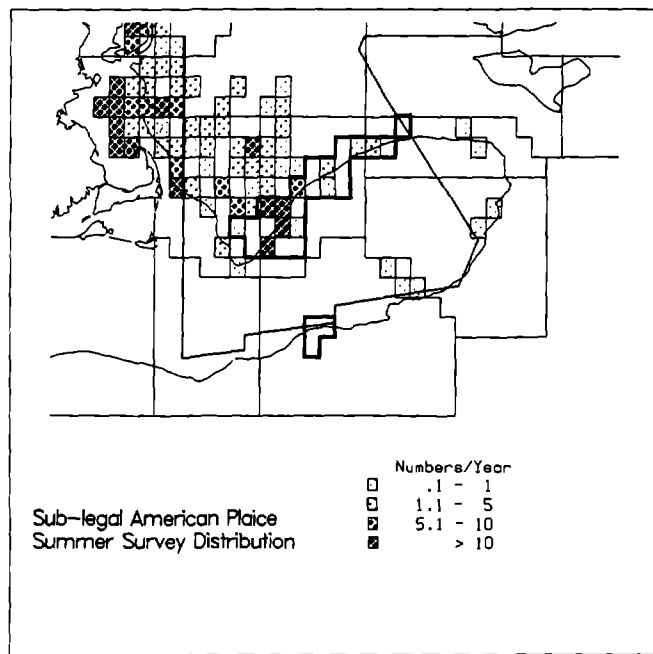 Numbers/Year
.1 - 1
1.1 - 5
5.1 - 10
> 10
Sub-legal American Plaice
Summer Survey Distribution